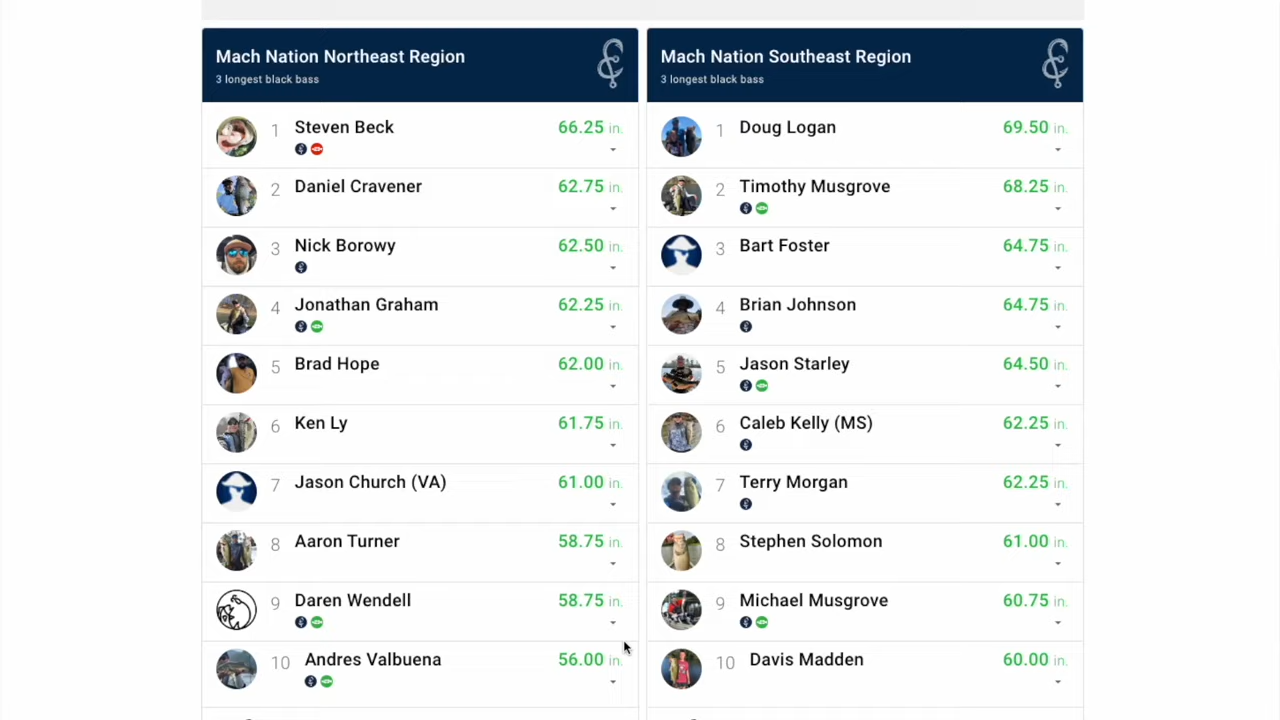 Mach Nation Northeast Region
3 longest black bass
1 Steven Beck 66.25 in.
2 Daniel Cravener 62.75 in.
3 Nick Borowy 62.50 in.
4 Jonathan Graham 62.25 in.
5 Brad Hope 62.00 in.
6 Ken Ly 61.75 in.
7 Jason Church (VA) 61.00 in.
8 Aaron Turner 58.75 in.
9 Daren Wendell 58.75 in.
10 Andres Valbuena 56.00 in.
Mach Nation Southeast Region
3 longest black bass
1 Doug Logan 69.50 in.
2 Timothy Musgrove 68.25 in.
3 Bart Foster 64.75 in.
4 Brian Johnson 64.75 in.
5 Jason Starley 64.50 in.
6 Caleb Kelly (MS) 62.25 in.
7 Terry Morgan 62.25 in.
8 Stephen Solomon 61.00 in.
9 Michael Musgrove 60.75 in.
10 Davis Madden 60.00 in.